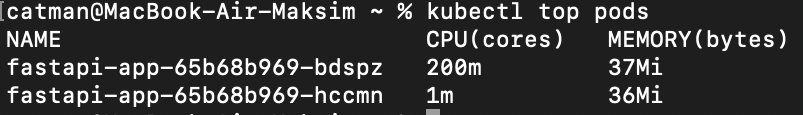 catman@MacBook-Air-Maksim ~ % kubectl top pods
NAME CPU(cores) MEMORY(bytes)
fastapi-app-65b68b969-bdspz 200m 37Mi
fastapi-app-65b68b969-hccmn 1m 36Mi